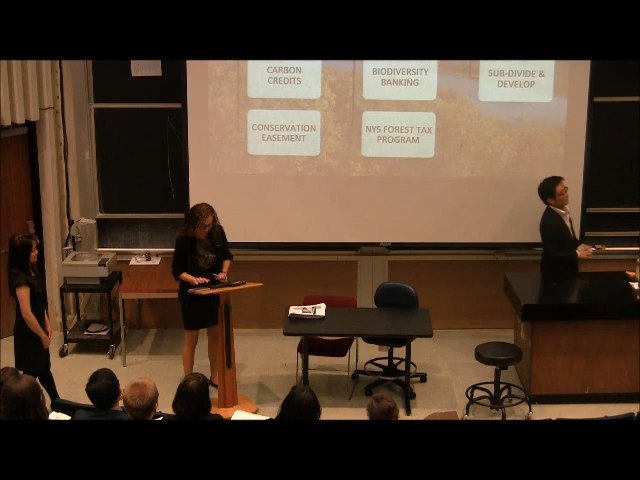 CARBON
CREDITS
BIODIVERSITY
BANKING
SUB-DIVIDE &
DEVELOP
CONSERVATION
EASEMENT
NYS FOREST TAX
PROGRAM